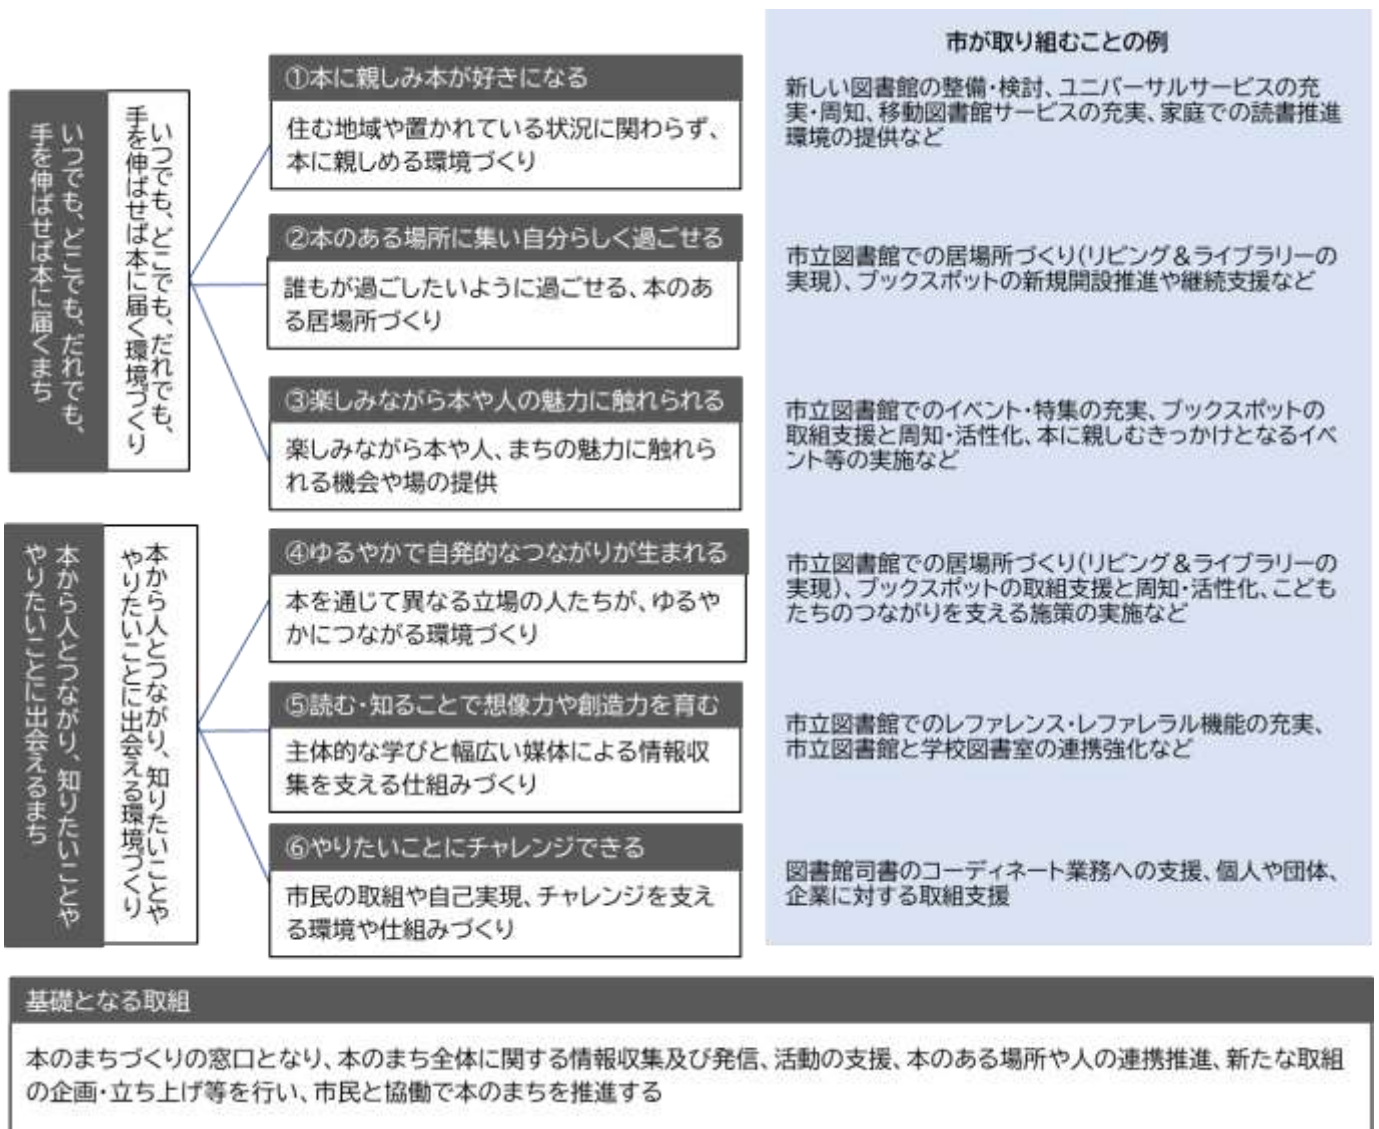 市が取り組むことの例
いつでも、どこでも、だれでも、
手を伸ばせば本に届くまち
いつでも、どこでも、だれでも、
手を伸ばせば本に届く環境づくり
①本に親しみ本が好きになる
住む地域や置かれている状況に関わらず、
本に親しめる環境づくり
新しい図書館の整備・検討、ユニバーサルサービスの充
実・周知、移動図書館サービスの充実、家庭での読書推進
環境の提供など
②本のある場所に集い自分らしく過ごせる
誰もが過ごしたいように過ごせる、本のあ
る居場所づくり
市立図書館での居場所づくり(リビング＆ライブラリーの
実現)、ブックスポットの新規開設推進や継続支援など
③楽しみながら本や人の魅力に触れられる
楽しみながら本や人、まちの魅力に触れら
れる機会や場の提供
市立図書館でのイベント・特集の充実、ブックスポットの
取組支援と周知・活性化、本に親しむきっかけとなるイベ
ント等の実施など
本から人とつながり、知りたいことや
やりたいことに出会えるまち
本から人とつながり、知りたいことや
やりたいことに出会える環境づくり
④ゆるやかで自発的なつながりが生まれる
本を通じて異なる立場の人たちが、ゆるや
かにつながる環境づくり
市立図書館での居場所づくり(リビング＆ライブラリーの
実現)、ブックスポットの取組支援と周知・活性化、こども
たちのつながりを支える施策の実施など
⑤読む・知ることで想像力や創造力を育む
主体的な学びと幅広い媒体による情報収
集を支える仕組みづくり
市立図書館でのレファレンス・レファレラル機能の充実、
市立図書館と学校図書室の連携強化など
⑥やりたいことにチャレンジできる
市民の取組や自己実現、チャレンジを支え
る環境や仕組みづくり
図書館司書のコーディネート業務への支援、個人や団体、
企業に対する取組支援
基礎となる取組
本のまちづくりの窓口となり、本のまち全体に関する情報収集及び発信、活動の支援、本のある場所や人の連携推進、新たな取組
の企画・立ち上げ等を行い、市民と協働で本のまちを推進する